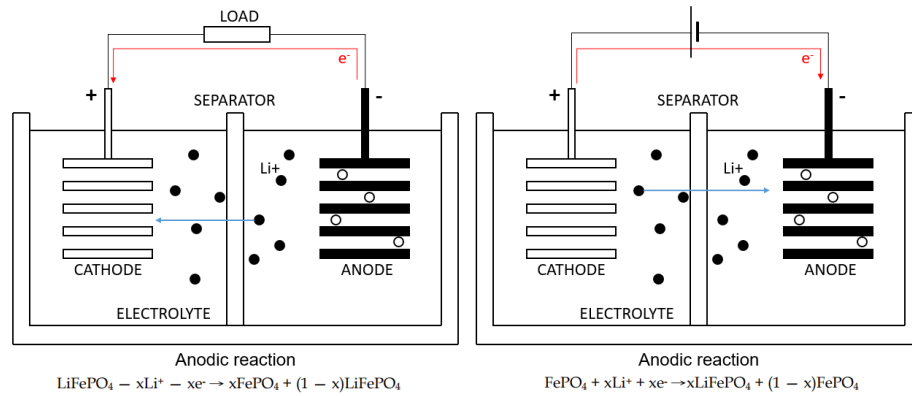 LOAD
e-
+
-
SEPARATOR
Li+
CATHODE
ANODE
ELECTROLYTE
Anodic reaction
LiFePO₄ − xLi⁺ − xe⁻ → xFePO₄ + (1 − x)LiFePO₄
e-
+
-
SEPARATOR
Li+
CATHODE
ANODE
ELECTROLYTE
Anodic reaction
FePO₄ + xLi⁺ + xe⁻ →xLiFePO₄ + (1 − x)FePO₄